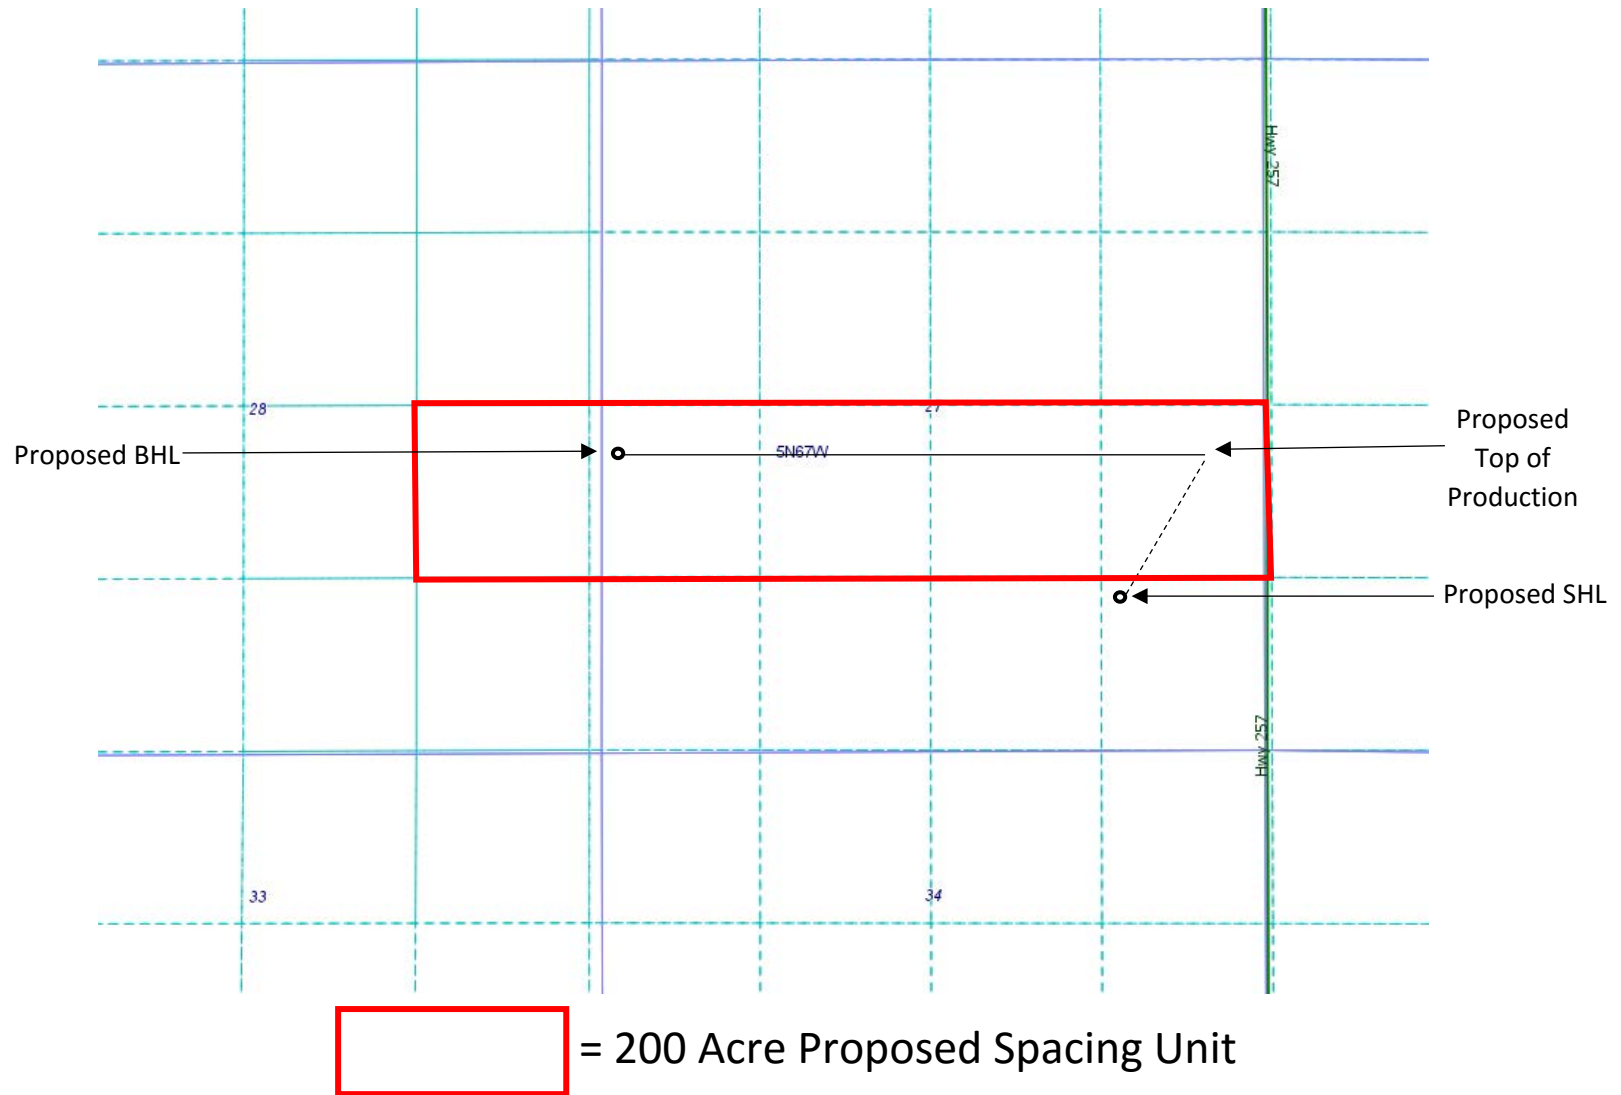 Hwy 257
28
27
Proposed
Top of
Production
Proposed BHL
5N67W
Proposed SHL
Hwy 257
33
34
= 200 Acre Proposed Spacing Unit